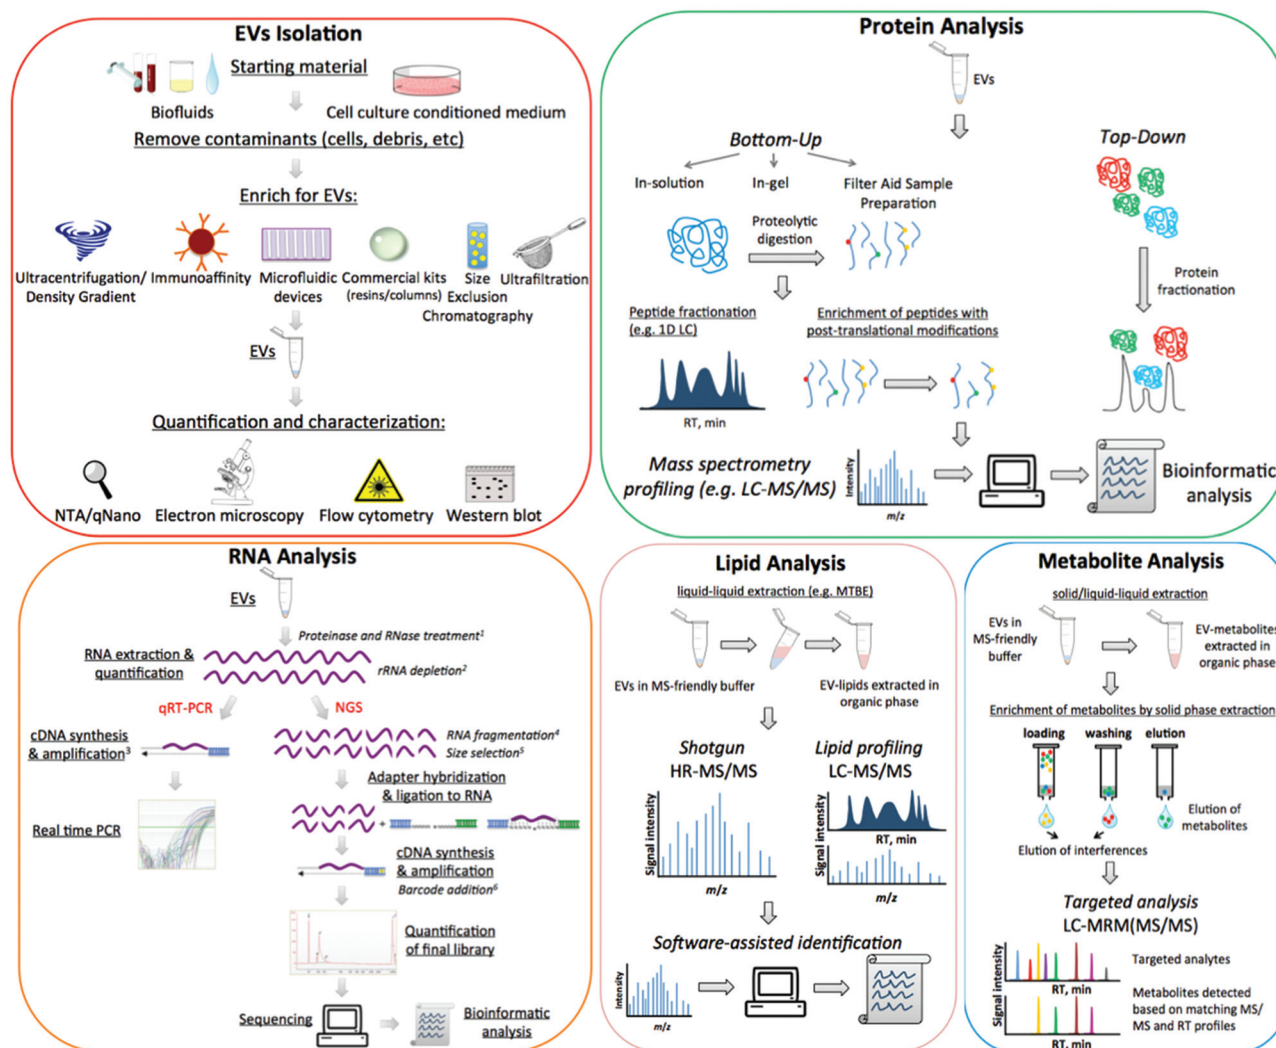 EVs Isolation
Starting material
Biofluids
Cell culture conditioned medium
Remove contaminants (cells, debris, etc)
Enrich for EVs:
Ultracentrifugation/
Density Gradient
Immunoaffinity
Microfluidic
devices
Commercial kits
(resins/columns)
Size
Exclusion
Chromatography
Ultrafiltration
EVs
Quantification and characterization:
NTA/qNano
Electron microscopy
Flow cytometry
Western blot
Protein Analysis
EVs
Bottom-Up
Top-Down
In-solution
In-gel
Filter Aid Sample
Preparation
Proteolytic
digestion
Protein
fractionation
Peptide fractionation
(e.g. 1D LC)
Enrichment of peptides with
post-translational modifications
RT, min
Mass spectrometry
profiling (e.g. LC-MS/MS)
Intensity
m/z
Bioinformatic
analysis
RNA Analysis
EVs
Proteinase and RNase treatment¹
RNA extraction &
quantification
rRNA depletion²
qRT-PCR
NGS
cDNA synthesis
& amplification³
RNA fragmentation⁴
Size selection⁵
Adapter hybridization
& ligation to RNA
+
Real time PCR
cDNA synthesis
& amplification
Barcode addition⁶
Quantification
of final library
Sequencing
Bioinformatic
analysis
Lipid Analysis
liquid-liquid extraction (e.g. MTBE)
EVs in MS-friendly buffer
EV-lipids extracted in
organic phase
Shotgun
HR-MS/MS
Lipid profiling
LC-MS/MS
Signal intensity
m/z
Signal intensity
RT, min
m/z
Software-assisted identification
Intensity
m/z
Metabolite Analysis
solid/liquid-liquid extraction
EVs in
MS-friendly
buffer
EV-metabolites
extracted in
organic phase
Enrichment of metabolites by solid phase extraction
loading
washing
elution
Elution of
metabolites
Elution of interferences
Targeted analysis
LC-MRM(MS/MS)
Signal intensity
RT, min
Targeted analytes
Metabolites detected
based on matching MS/
MS and RT profiles
RT, min